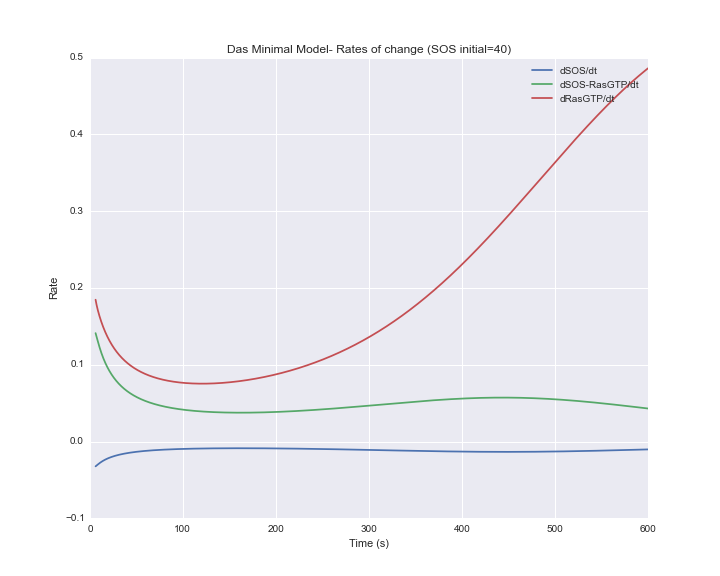 Das Minimal Model- Rates of change (SOS initial=40)
0.5
0.4
0.3
0.2
0.1
0.0
−0.1
Rate
dSOS/dt
dSOS-RasGTP/dt
dRasGTP/dt
0 100 200 300 400 500 600
Time (s)